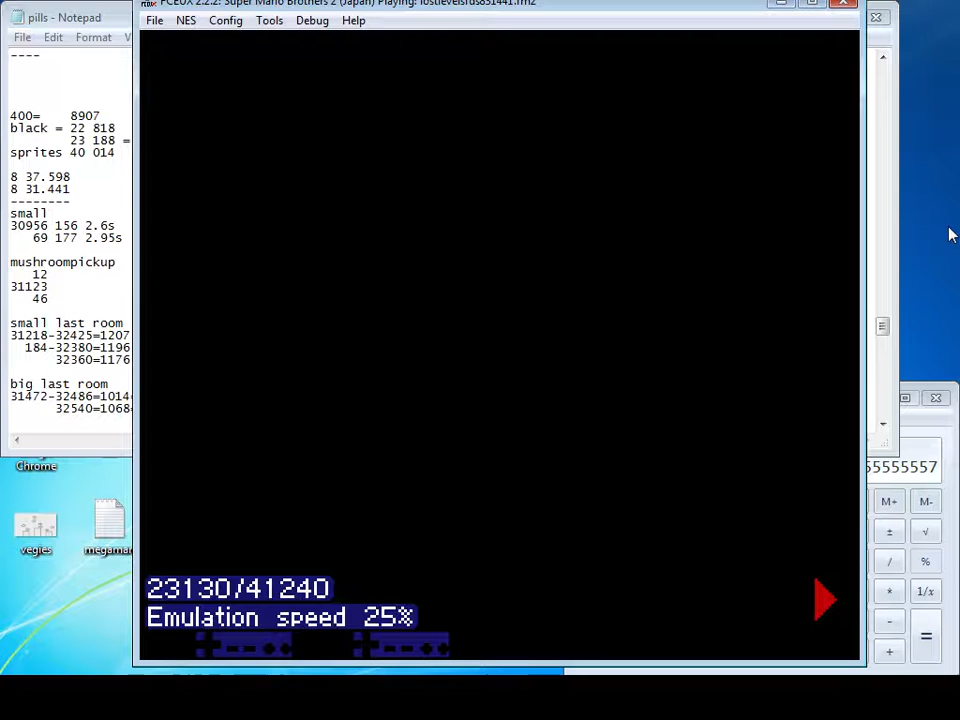 pills - Notepad
FCEUX 2.2.2: Super Mario Brothers 2 (Japan) Playing: lostlevelsfds831441.fm2
File Edit Format V
File NES Config Tools Debug Help
----
400= 8907
black = 22 818
23 188 =
sprites 40 014
8 37.598
8 31.441
--------
small
30956 156 2.6s
69 177 2.95s
mushroompickup
12
31123
46
small last room
31218-32425=1207
184-32380=1196
32360=1176
big last room
31472-32486=1014
32540=1068
Chrome
vegies
megamar
23130/41240
Emulation speed 25%
55555557
M+ M-
± √
/ %
* 1/x
- =
+